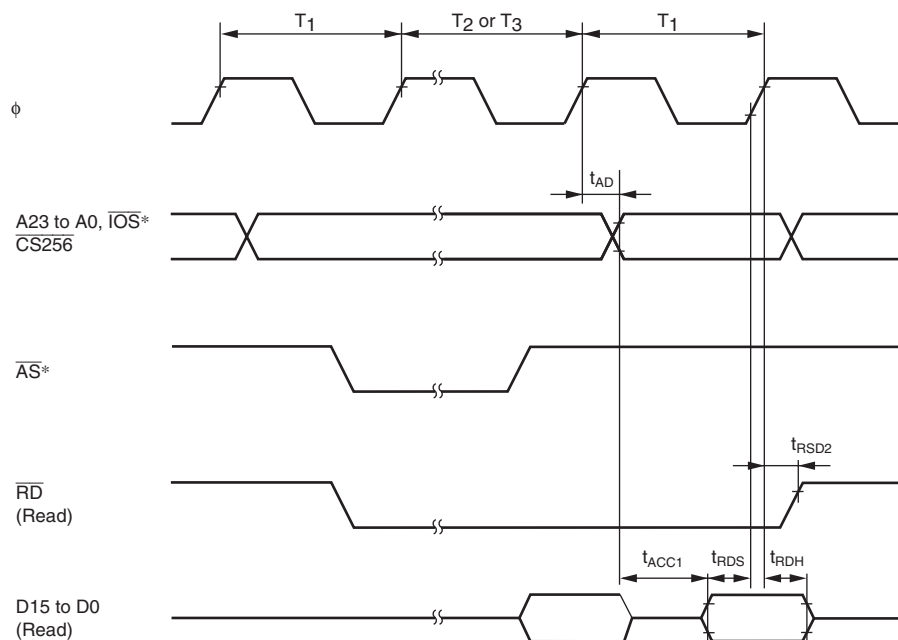 T1 T2 or T3 T1
ϕ
tAD
A23 to A0, IOS*
CS256
AS*
tRSD2
RD
(Read)
tACC1 tRDS tRDH
D15 to D0
(Read)